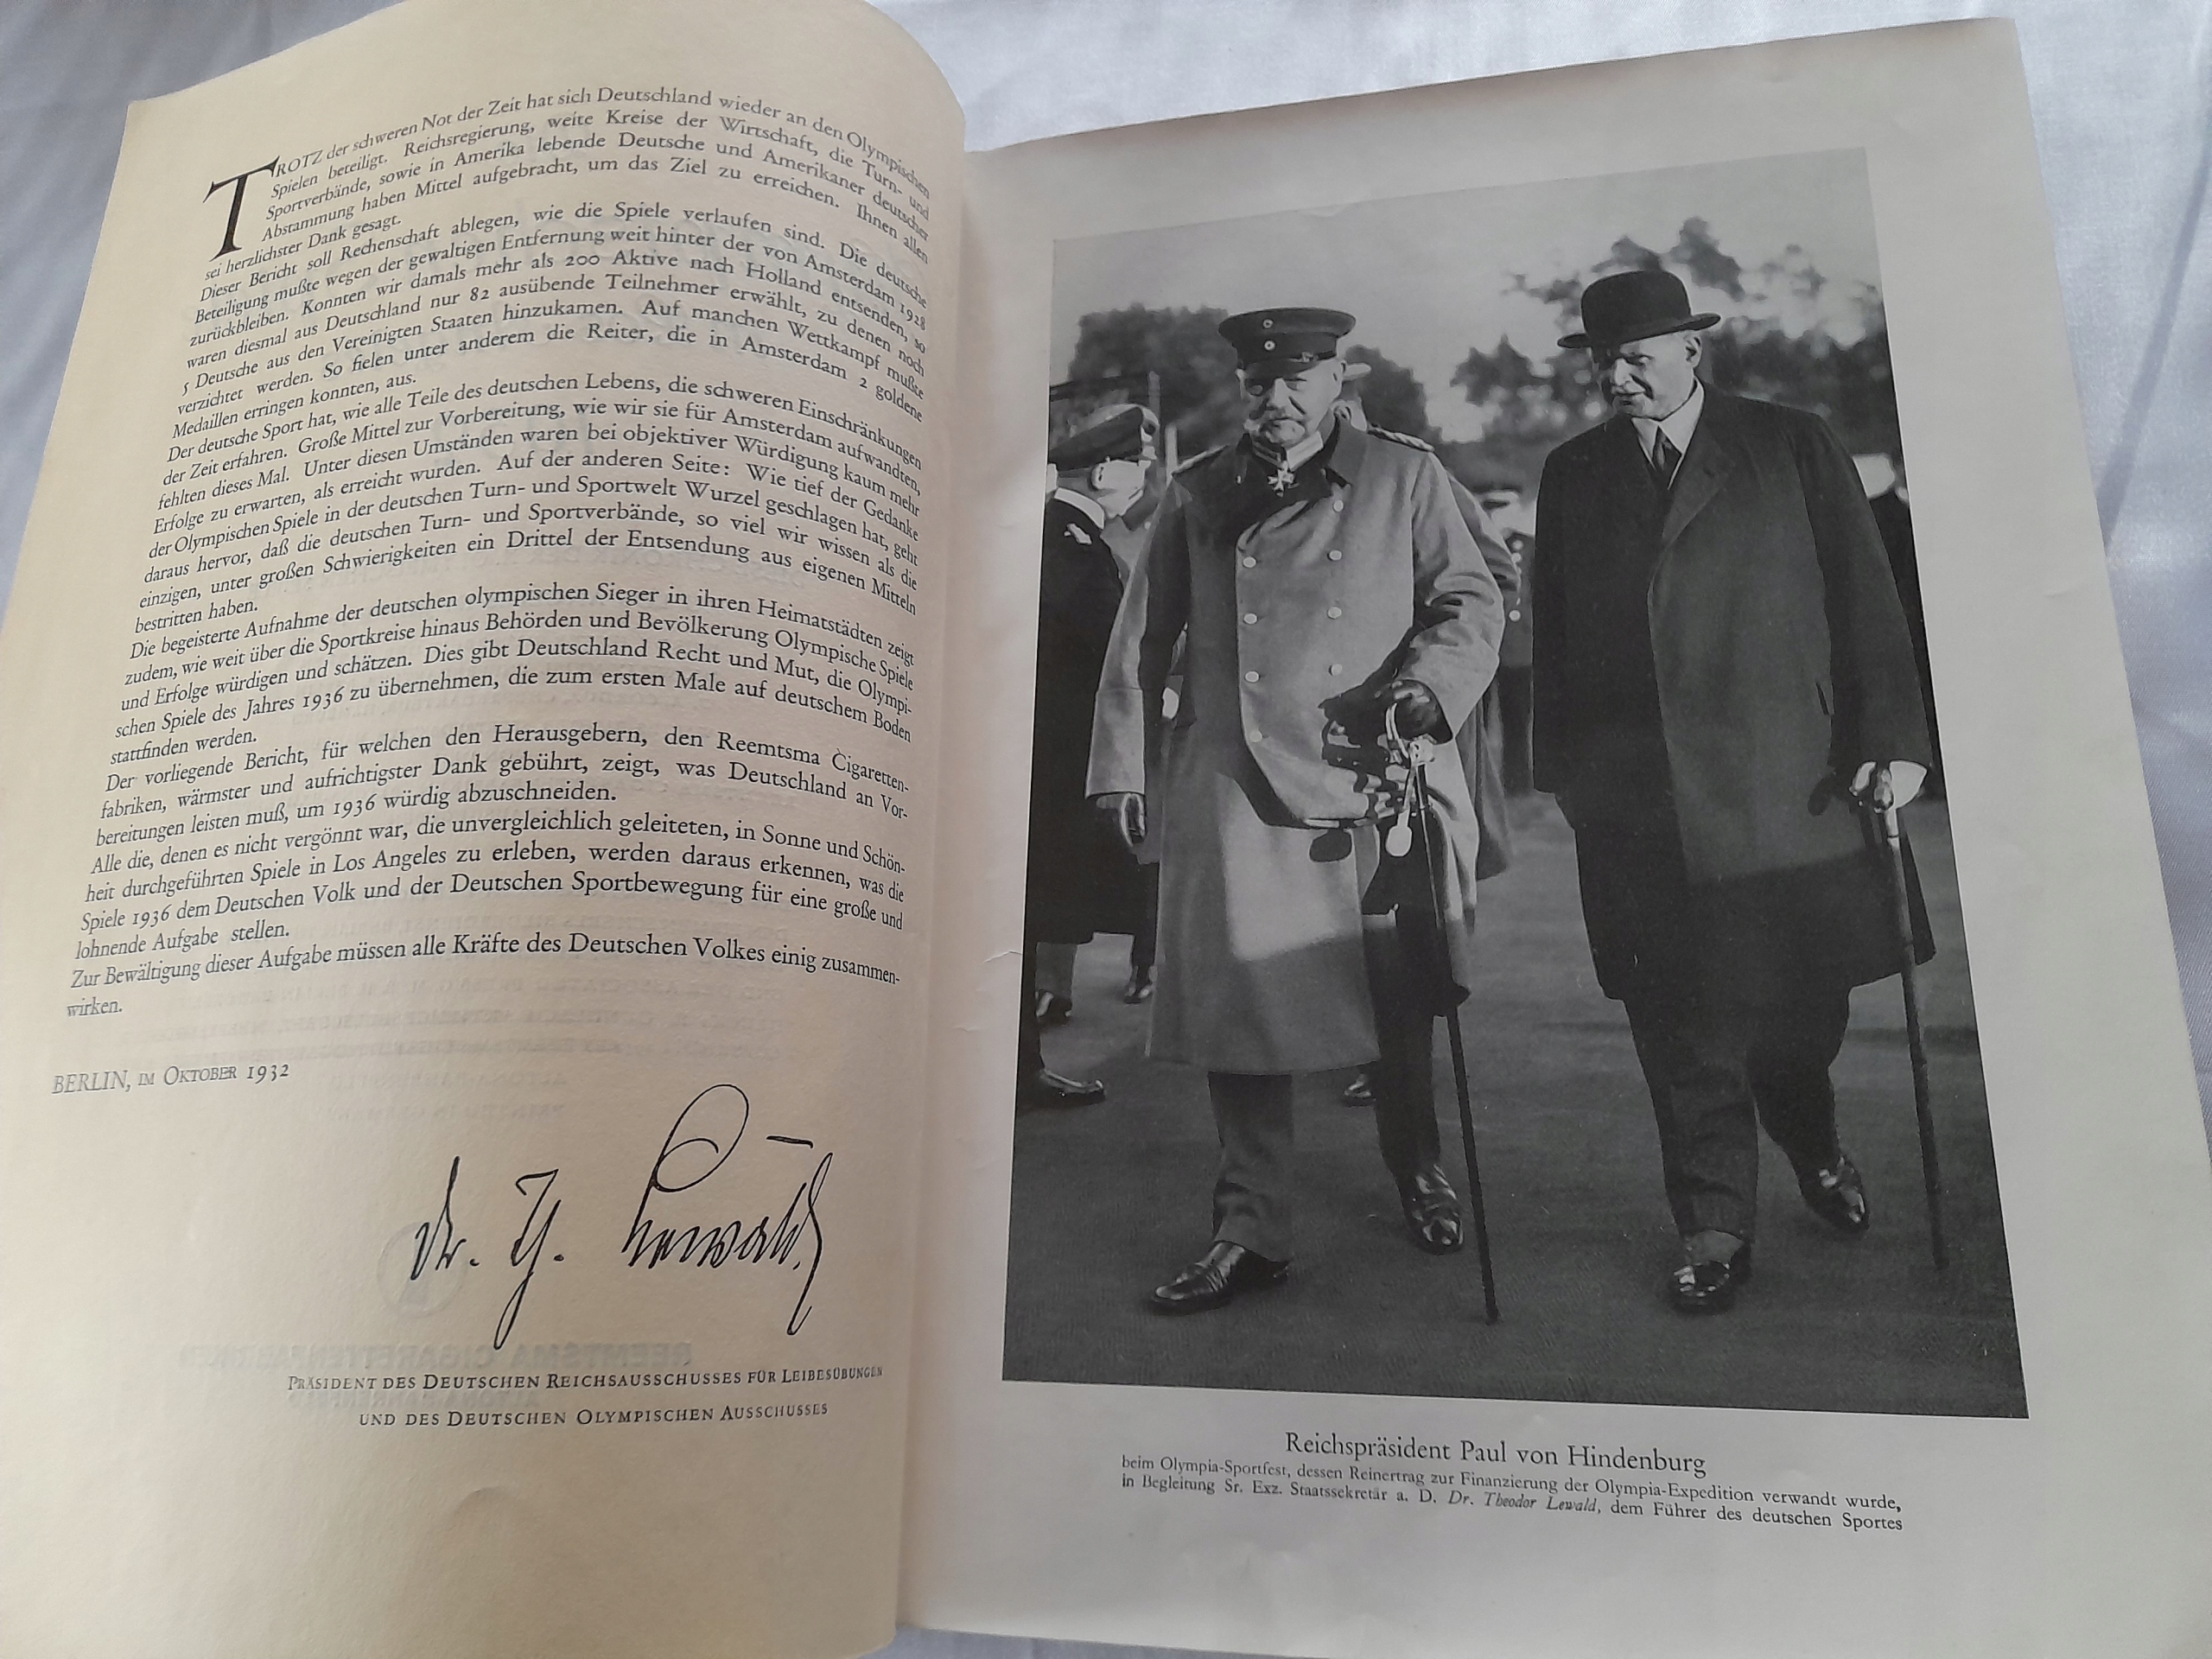 TROTZ der schweren Not der Zeit hat sich Deutschland wieder an den Olympischen
Spielen beteiligt. Reichsregierung, weite Kreise der Wirtschaft, die Turn- und
Sportverbände, sowie in Amerika lebende Deutsche und Amerikaner deutscher
Abstammung haben Mittel aufgebracht, um das Ziel zu erreichen. Ihnen allen
sei herzlichster Dank gesagt.
Dieser Bericht soll Rechenschaft ablegen, wie die Spiele verlaufen sind. Die deutsche
Beteiligung mußte wegen der gewaltigen Entfernung weit hinter der von Amsterdam 1928
zurückbleiben. Konnten wir damals mehr als 200 Aktive nach Holland entsenden, so
waren diesmal aus Deutschland nur 82 ausübende Teilnehmer erwählt, zu denen noch
5 Deutsche aus den Vereinigten Staaten hinzukamen. Auf manchen Wettkampf mußte
verzichtet werden. So fielen unter anderem die Reiter, die in Amsterdam 2 goldene
Medaillen erringen konnten, aus.
Der deutsche Sport hat, wie alle Teile des deutschen Lebens, die schweren Einschränkungen
der Zeit erfahren. Große Mittel zur Vorbereitung, wie wir sie für Amsterdam aufwandten,
fehlten dieses Mal. Unter diesen Umständen waren bei objektiver Würdigung kaum mehr
Erfolge zu erwarten, als erreicht wurden. Auf der anderen Seite: Wie tief der Gedanke
der Olympischen Spiele in der deutschen Turn- und Sportwelt Wurzel geschlagen hat, geht
daraus hervor, daß die deutschen Turn- und Sportverbände, so viel wir wissen als die
einzigen, unter großen Schwierigkeiten ein Drittel der Entsendung aus eigenen Mitteln
bestritten haben.
Die begeisterte Aufnahme der deutschen olympischen Sieger in ihren Heimatstädten zeigt
zudem, wie weit über die Sportkreise hinaus Behörden und Bevölkerung Olympische Spiele
und Erfolge würdigen und schätzen. Dies gibt Deutschland Recht und Mut, die Olympi-
schen Spiele des Jahres 1936 zu übernehmen, die zum ersten Male auf deutschem Boden
stattfinden werden.
Der vorliegende Bericht, für welchen den Herausgebern, den Reemtsma Cigaretten-
fabriken, wärmster und aufrichtigster Dank gebührt, zeigt, was Deutschland an Vor-
bereitungen leisten muß, um 1936 würdig abzuschneiden.
Alle die, denen es nicht vergönnt war, die unvergleichlich geleiteten, in Sonne und Schön-
heit durchgeführten Spiele in Los Angeles zu erleben, werden daraus erkennen, was die
Spiele 1936 dem Deutschen Volk und der Deutschen Sportbewegung für eine große und
lohnende Aufgabe stellen.
Zur Bewältigung dieser Aufgabe müssen alle Kräfte des Deutschen Volkes einig zusammen-
wirken.
BERLIN, IM OKTOBER 1932
Dr. Th. Lewald
PRÄSIDENT DES DEUTSCHEN REICHSAUSSCHUSSES FÜR LEIBESÜBUNGEN
UND DES DEUTSCHEN OLYMPISCHEN AUSSCHUSSES
Reichspräsident Paul von Hindenburg
beim Olympia-Sportfest, dessen Reinertrag zur Finanzierung der Olympia-Expedition verwandt wurde,
in Begleitung Sr. Exz. Staatssekretär a. D. Dr. Theodor Lewald, dem Führer des deutschen Sportes